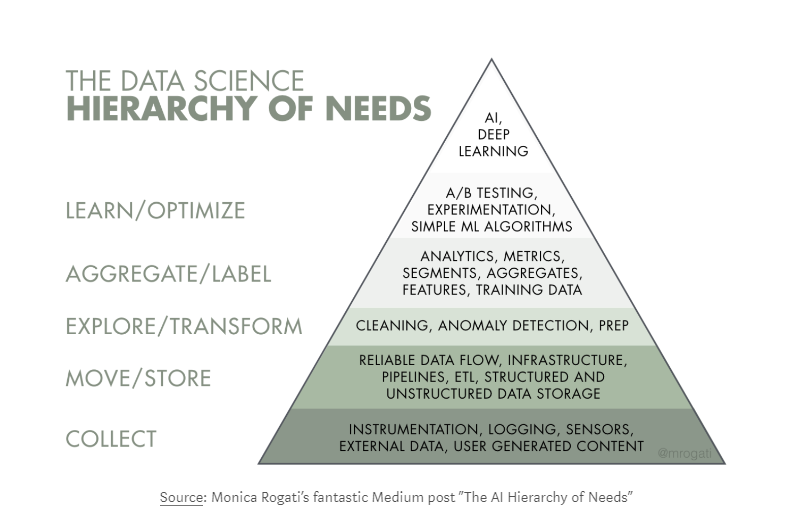 THE DATA SCIENCE
HIERARCHY OF NEEDS
AI,
DEEP
LEARNING
LEARN/OPTIMIZE
A/B TESTING,
EXPERIMENTATION,
SIMPLE ML ALGORITHMS
AGGREGATE/LABEL
ANALYTICS, METRICS,
SEGMENTS, AGGREGATES,
FEATURES, TRAINING DATA
EXPLORE/TRANSFORM
CLEANING, ANOMALY DETECTION, PREP
MOVE/STORE
RELIABLE DATA FLOW, INFRASTRUCTURE,
PIPELINES, ETL, STRUCTURED AND
UNSTRUCTURED DATA STORAGE
COLLECT
INSTRUMENTATION, LOGGING, SENSORS,
EXTERNAL DATA, USER GENERATED CONTENT
@mrogati
Source: Monica Rogati's fantastic Medium post "The AI Hierarchy of Needs"